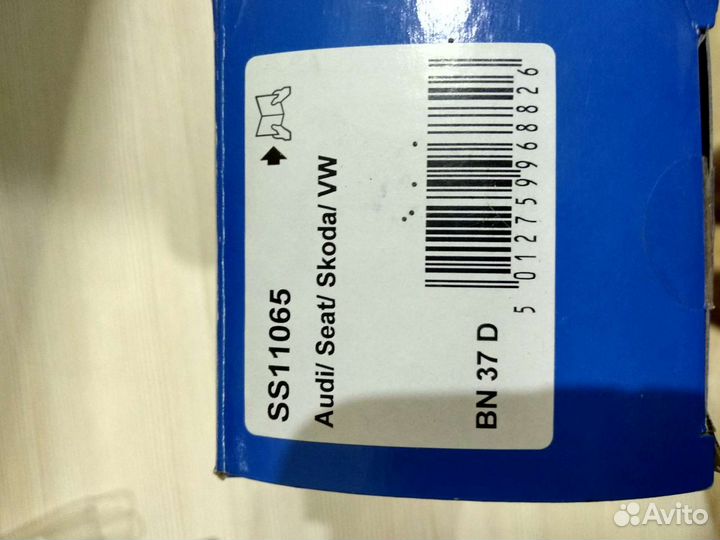 SS11065
Audi/ Seat/ Skoda/ VW
5 012759 968826
BN 37 D
Avito